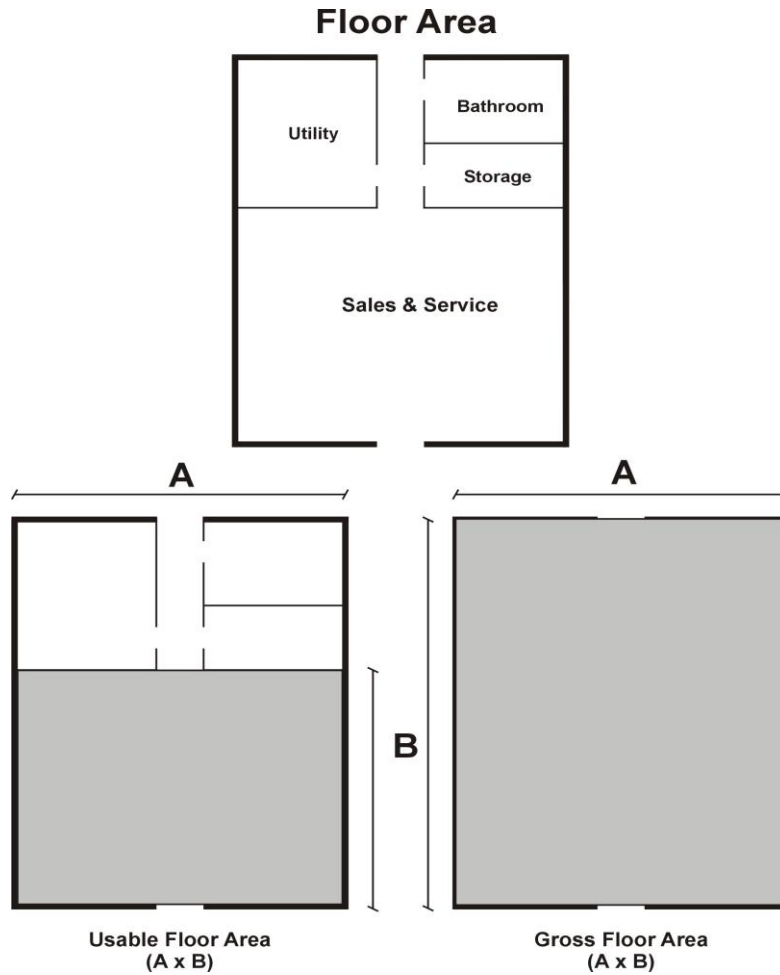 Floor Area
Utility
Bathroom
Storage
Sales & Service
A
A
B
Usable Floor Area
(A x B)
Gross Floor Area
(A x B)